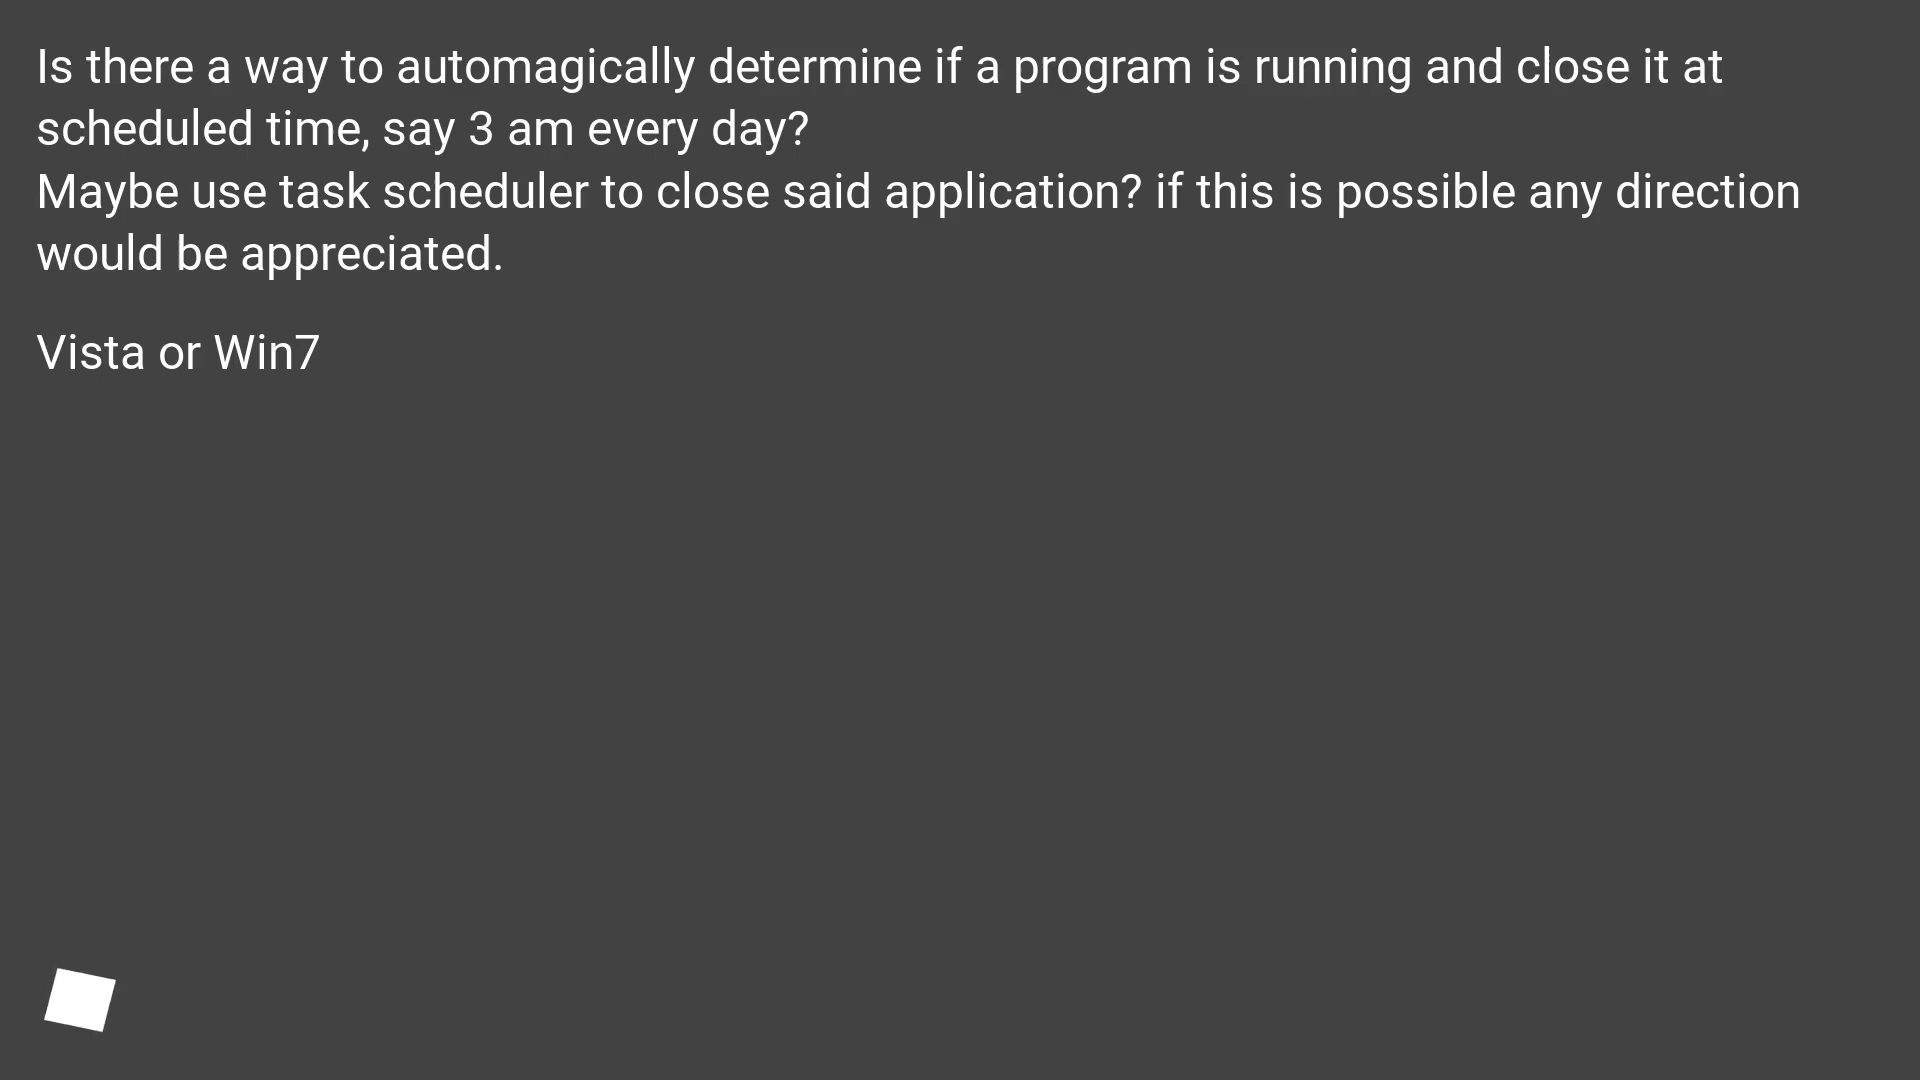 Is there a way to automagically determine if a program is running and close it at
scheduled time, say 3 am every day?
Maybe use task scheduler to close said application? if this is possible any direction
would be appreciated.
Vista or Win7